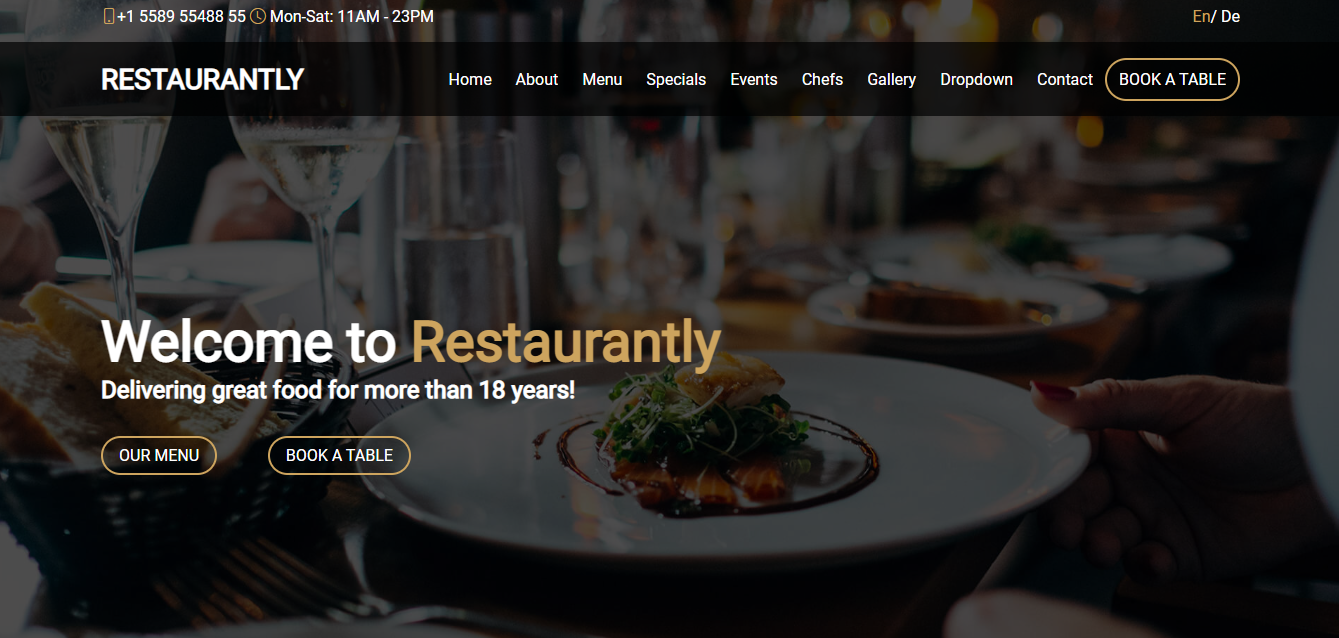 +1 5589 55488 55 Mon-Sat: 11AM - 23PM En/ De
RESTAURANTLY Home About Menu Specials Events Chefs Gallery Dropdown Contact BOOK A TABLE
Welcome to Restaurantly
Delivering great food for more than 18 years!
OUR MENU BOOK A TABLE